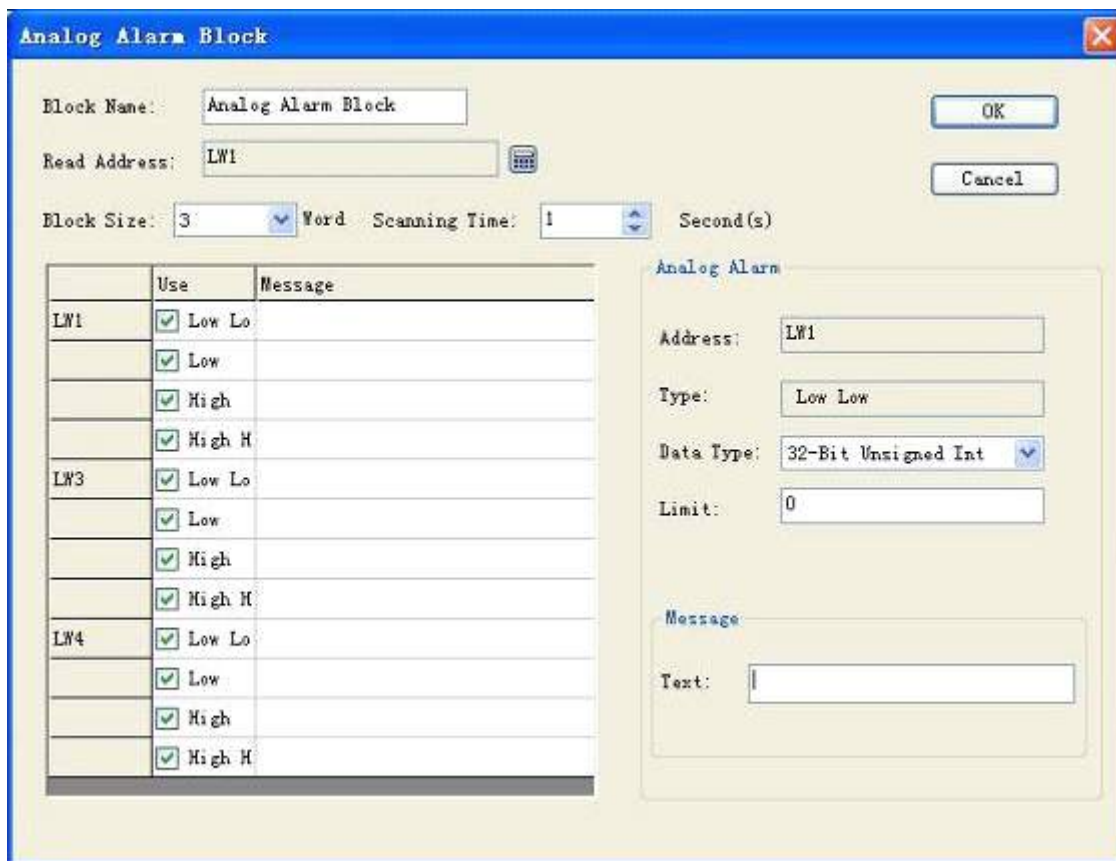 Analog Alarm Block
Block Name: Analog Alarm Block
OK
Read Address: LW1
Cancel
Block Size: 3 Word Scanning Time: 1 Second(s)
Use Message
LW1 Low Lo
Low
High
High H
LW3 Low Lo
Low
High
High H
LW4 Low Lo
Low
High
High H
Analog Alarm
Address: LW1
Type: Low Low
Data Type: 32-Bit Unsigned Int
Limit: 0
Message
Text: